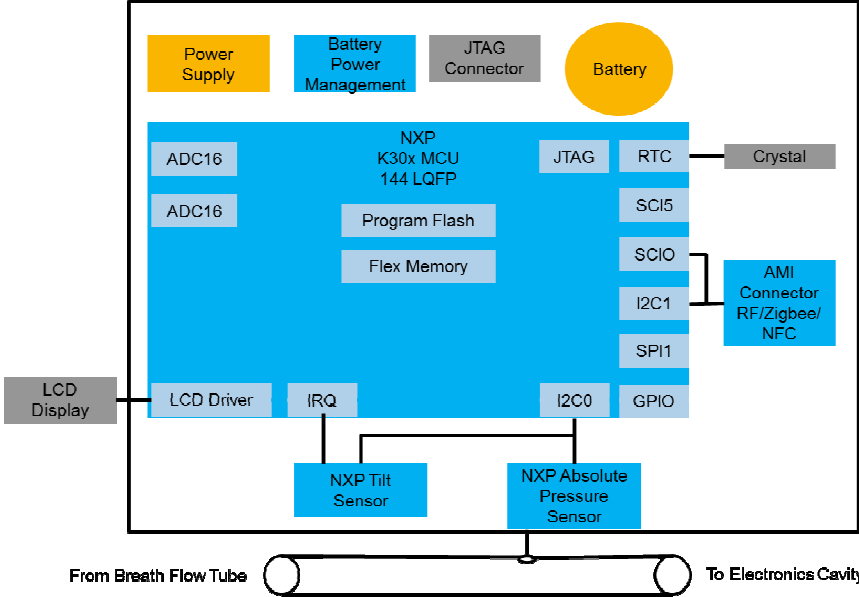 Power
Supply
Battery
Power
Management
JTAG
Connector
Battery
NXP
K30x MCU
144 LQFP
ADC16
ADC16
Program Flash
Flex Memory
JTAG
RTC
Crystal
SCI5
SCIO
I2C1
AMI
Connector
RF/Zigbee/
NFC
SPI1
LCD
Display
LCD Driver
IRQ
I2C0
GPIO
NXP Tilt
Sensor
NXP Absolute
Pressure
Sensor
From Breath Flow Tube
To Electronics Cavity